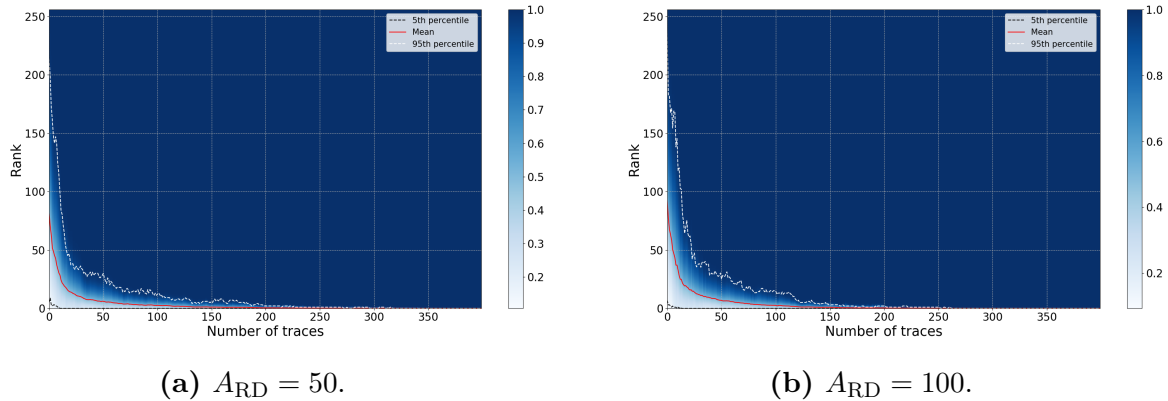 250
200
150
100
50
0
Rank
0 50 100 150 200 250 300 350
Number of traces
5th percentile
Mean
95th percentile
1.0
0.9
0.8
0.7
0.6
0.5
0.4
0.3
0.2
(a) A_RD = 50.
250
200
150
100
50
0
Rank
0 50 100 150 200 250 300 350
Number of traces
5th percentile
Mean
95th percentile
1.0
0.8
0.6
0.4
0.2
(b) A_RD = 100.